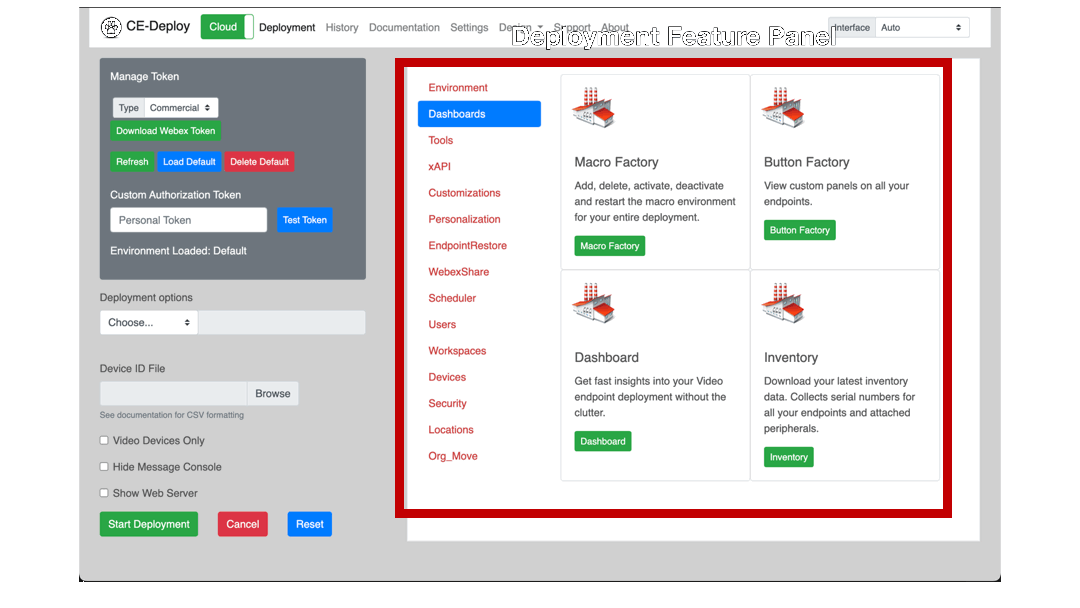 CE-Deploy
Cloud
Deployment
History
Documentation
Settings
Design
Support
About
Interface
Auto
Deployment Feature Panel
Manage Token
Type
Commercial
Download Webex Token
Refresh
Load Default
Delete Default
Custom Authorization Token
Personal Token
Test Token
Environment Loaded: Default
Deployment options
Choose...
Device ID File
Browse
See documentation for CSV formatting
Video Devices Only
Hide Message Console
Show Web Server
Start Deployment
Cancel
Reset
Environment
Dashboards
Tools
xAPI
Customizations
Personalization
EndpointRestore
WebexShare
Scheduler
Users
Workspaces
Devices
Security
Locations
Org_Move
Macro Factory
Add, delete, activate, deactivate
and restart the macro environment
for your entire deployment.
Macro Factory
Button Factory
View custom panels on all your
endpoints.
Button Factory
Dashboard
Get fast insights into your Video
endpoint deployment without the
clutter.
Dashboard
Inventory
Download your latest inventory
data. Collects serial numbers for
all your endpoints and attached
peripherals.
Inventory